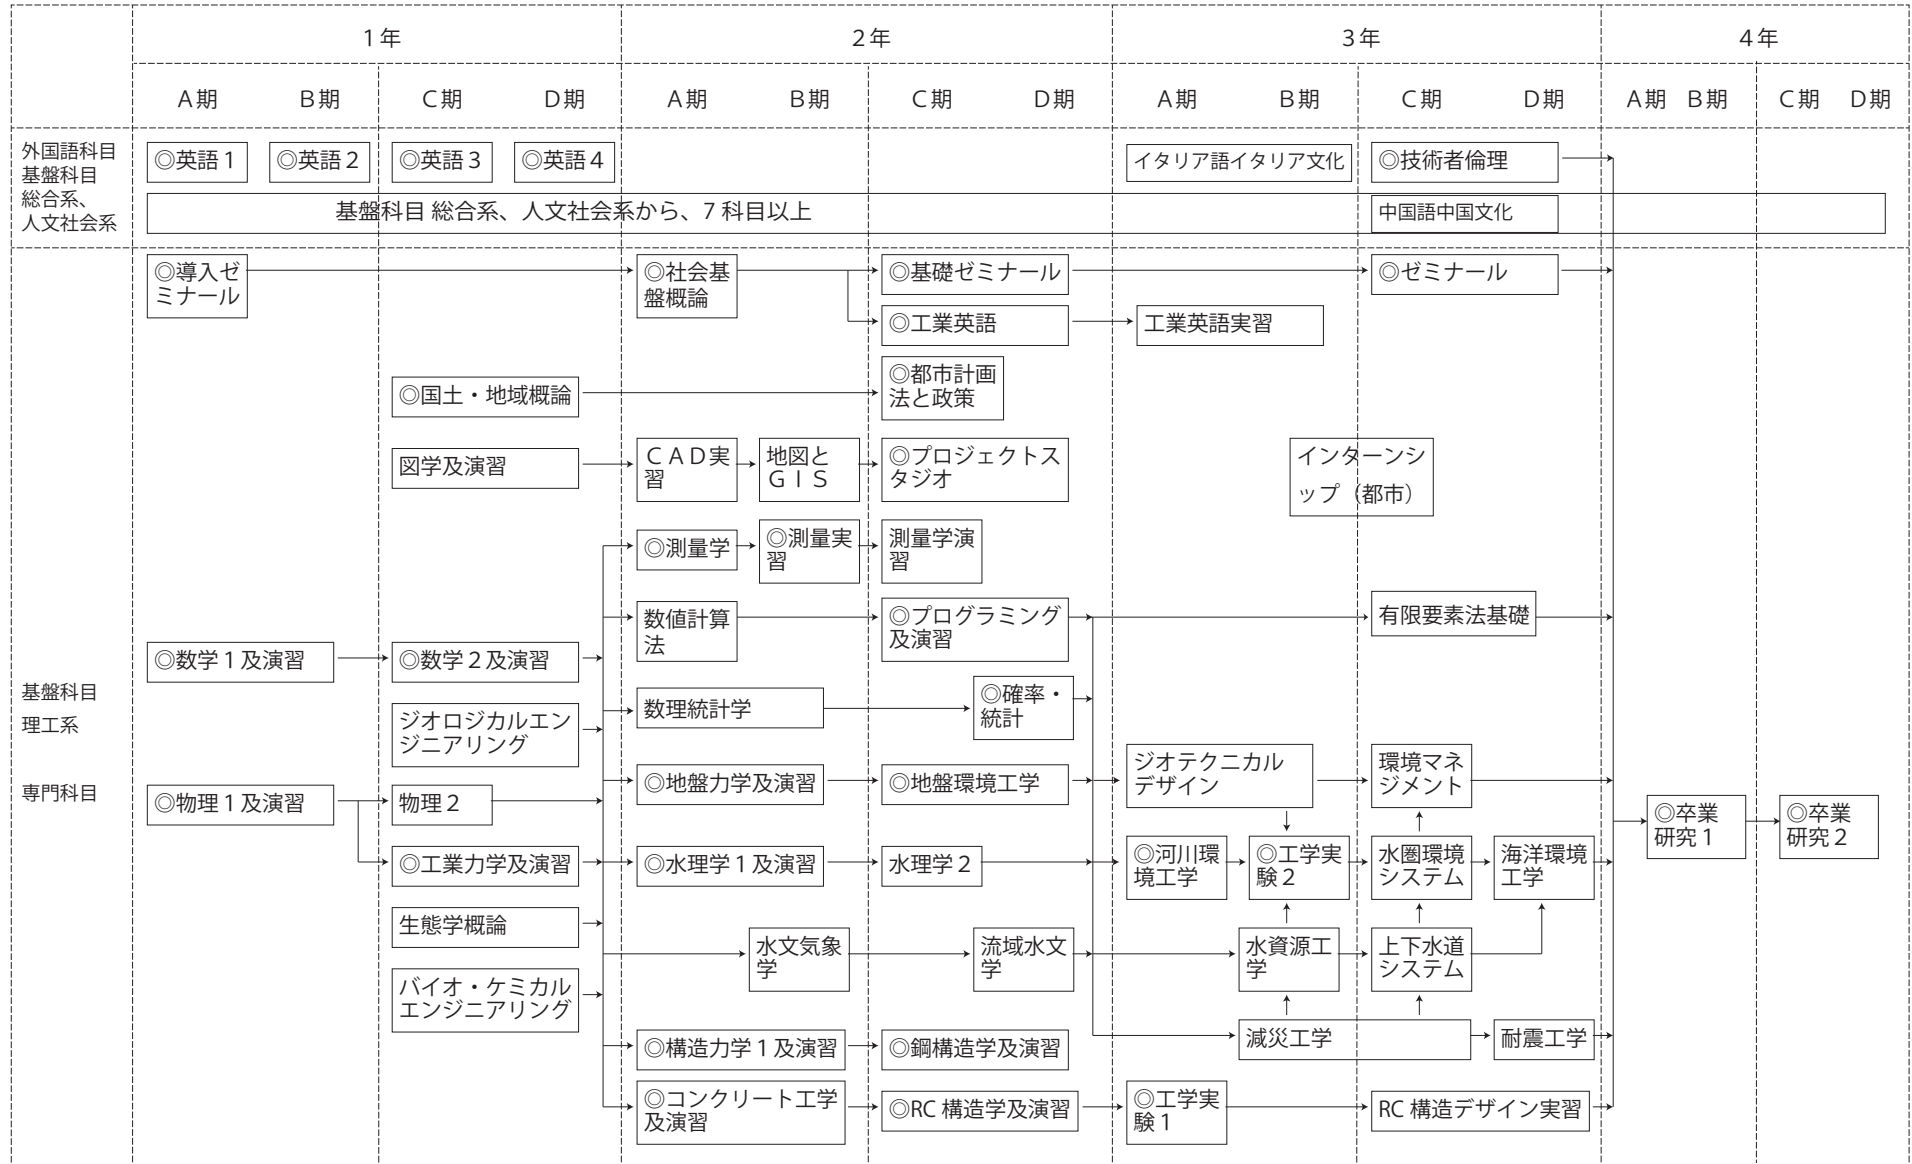 1年
2年
3年
4年
A期
B期
C期
D期
A期
B期
C期
D期
A期
B期
C期
D期
A期
B期
C期
D期
外国語科目
基盤科目
総合系、
人文社会系
◎英語1
◎英語2
◎英語3
◎英語4
イタリア語イタリア文化
◎技術者倫理
基盤科目 総合系、人文社会系から、7 科目以上
中国語中国文化
◎導入ゼ
ミナール
◎社会基
盤概論
◎基礎ゼミナール
◎ゼミナール
◎工業英語
工業英語実習
◎国土・地域概論
◎都市計画
法と政策
図学及演習
CAD実
習
地図と
GIS
◎プロジェクトス
タジオ
インターンシ
ップ(都市)
◎測量学
◎測量実
習
測量学演
習
数値計算
法
◎プログラミング
及演習
有限要素法基礎
◎数学1及演習
◎数学2及演習
基盤科目
理工系
専門科目
ジオロジカルエン
ジニアリング
数理統計学
◎確率・
統計
◎物理1及演習
物理2
◎地盤力学及演習
◎地盤環境工学
ジオテクニカル
デザイン
環境マネ
ジメント
◎卒業
研究1
◎卒業
研究2
◎工業力学及演習
◎水理学1及演習
水理学2
◎河川環
境工学
◎工学実
験2
水圏環境
システム
海洋環境
工学
生態学概論
水文気象
学
流域水文
学
水資源工
学
上下水道
システム
バイオ・ケミカル
エンジニアリング
◎構造力学1及演習
◎鋼構造学及演習
減災工学
耐震工学
◎コンクリート工学
及演習
◎RC 構造学及演習
◎工学実
験1
RC 構造デザイン実習